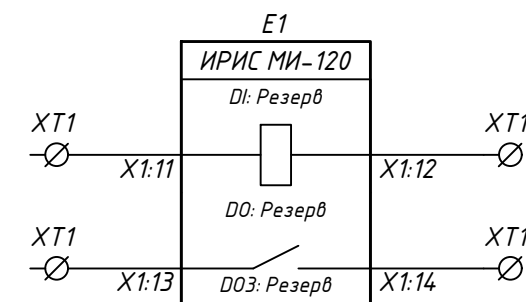 E1
ИРИС МИ-120
DI: Резерв
XT1 XT1
X1:11 X1:12
DO: Резерв
XT1 XT1
X1:13 DO3: Резерв X1:14